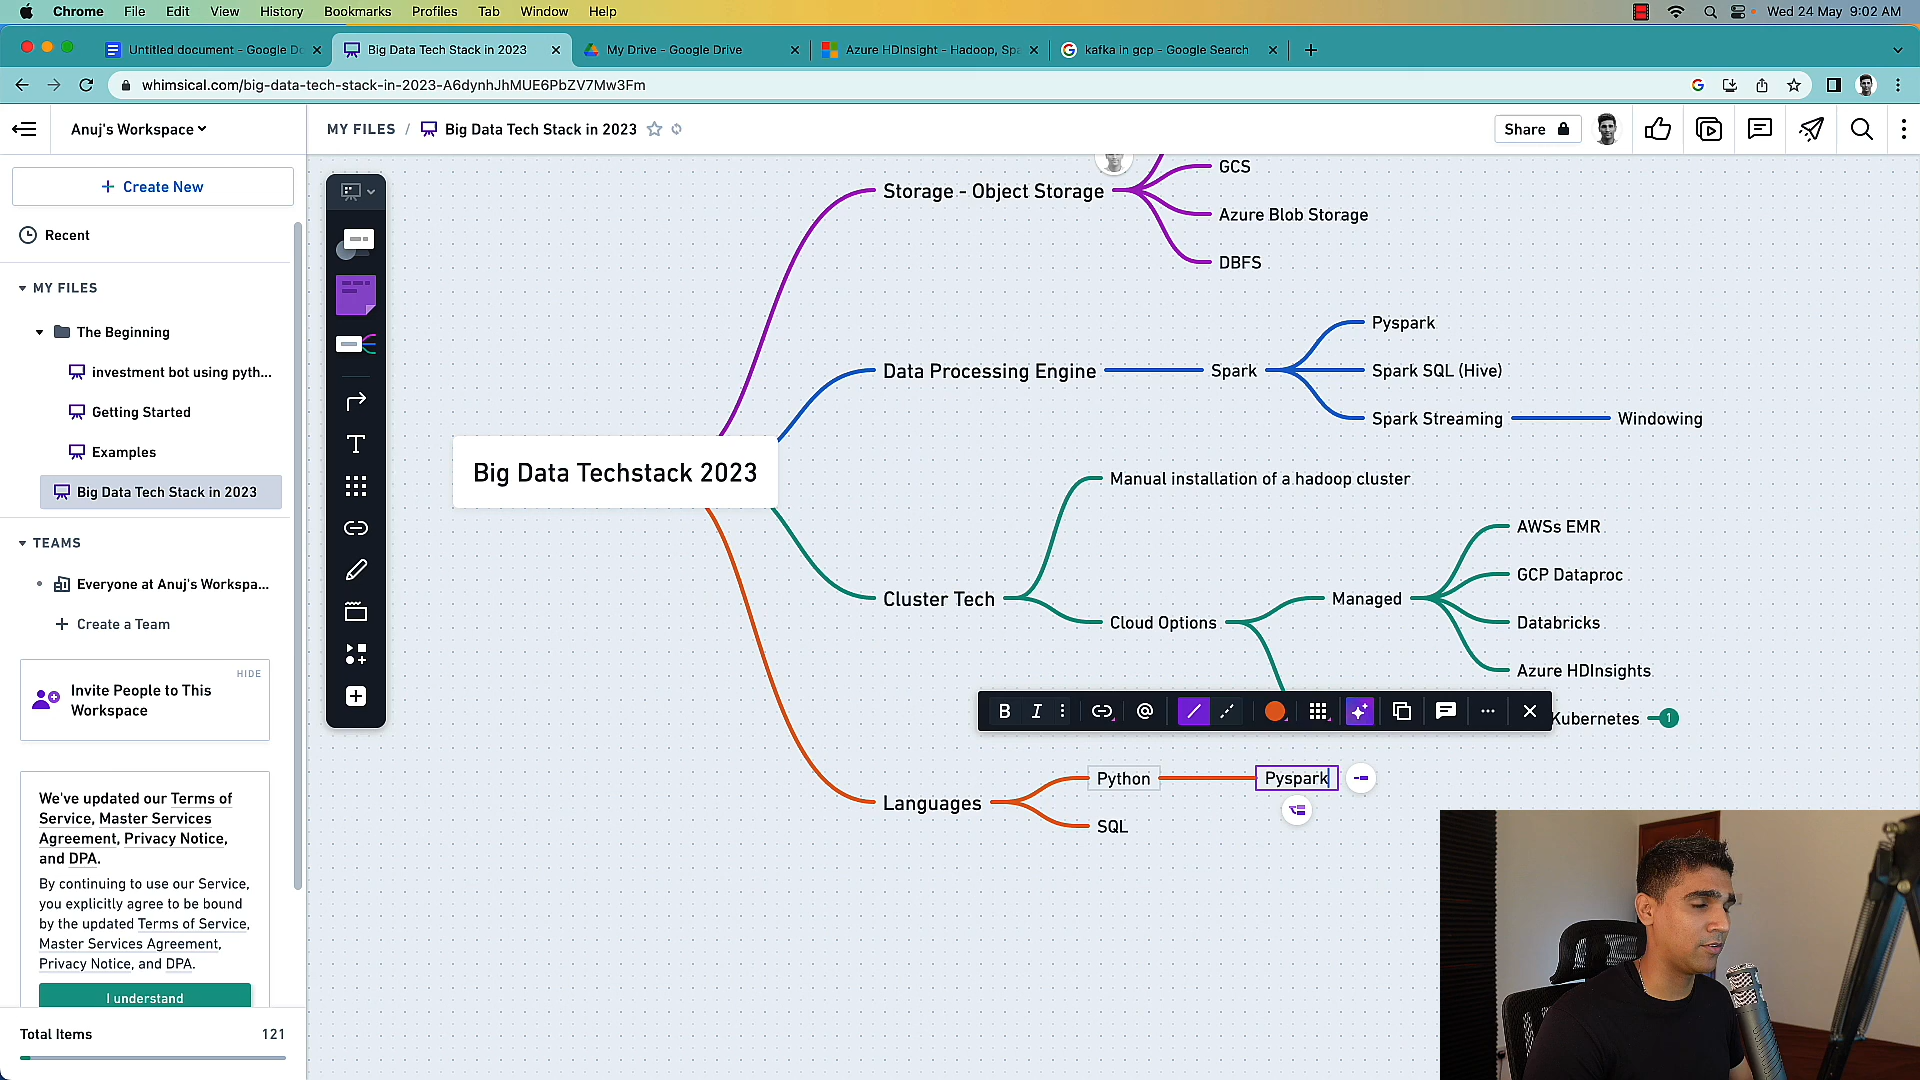 Chrome File Edit View History Bookmarks Profiles Tab Window Help Wed 24 May 9:02 AM
Untitled document - Google Do
Big Data Tech Stack in 2023
My Drive - Google Drive
Azure HDInsight - Hadoop, Spa
kafka in gcp - Google Search
whimsical.com/big-data-tech-stack-in-2023-A6dynhJhMUE6PbZV7Mw3Fm
Anuj's Workspace
MY FILES / Big Data Tech Stack in 2023
Share
+ Create New
Recent
MY FILES
The Beginning
investment bot using pyth...
Getting Started
Examples
Big Data Tech Stack in 2023
TEAMS
Everyone at Anuj's Workspa...
+ Create a Team
HIDE
Invite People to This
Workspace
We've updated our Terms of
Service, Master Services
Agreement, Privacy Notice,
and DPA.
By continuing to use our Service,
you explicitly agree to be bound
by the updated Terms of Service,
Master Services Agreement,
Privacy Notice, and DPA.
I understand
Total Items 121
GCS
Storage - Object Storage
Azure Blob Storage
DBFS
Pyspark
Data Processing Engine
Spark
Spark SQL (Hive)
Spark Streaming
Windowing
Big Data Techstack 2023
Manual installation of a hadoop cluster
AWSs EMR
GCP Dataproc
Cluster Tech
Managed
Cloud Options
Databricks
Azure HDInsights
B I @
Kubernetes 1
Python
Pyspark
Languages
SQL